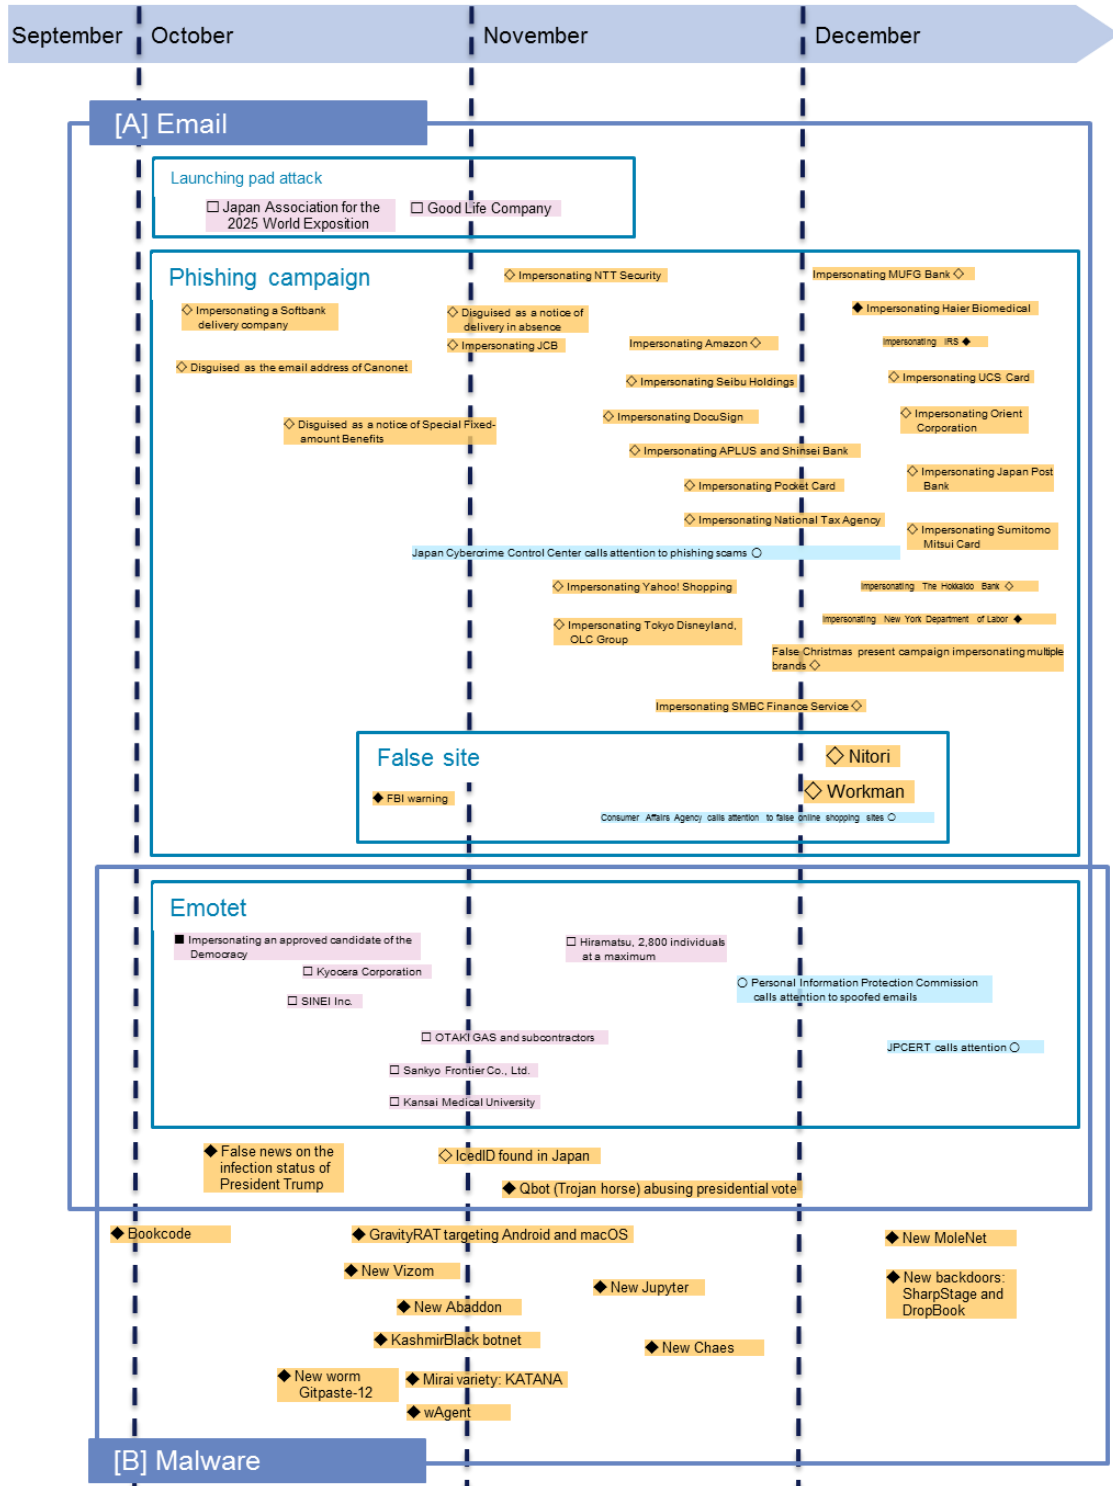 September
October
November
December
[A] Email
Launching pad attack
□ Japan Association for the
2025 World Exposition
□ Good Life Company
Phishing campaign
◇ Impersonating NTT Security
Impersonating MUFG Bank ◇
◇ Impersonating a Softbank
delivery company
◇ Disguised as a notice of
delivery in absence
◆ Impersonating Haier Biomedical
◇ Impersonating JCB
Impersonating Amazon ◇
Impersonating IRS ◆
◇ Disguised as the email address of Canonet
◇ Impersonating Seibu Holdings
◇ Impersonating UCS Card
◇ Disguised as a notice of Special Fixed-
amount Benefits
◇ Impersonating DocuSign
◇ Impersonating Orient
Corporation
◇ Impersonating APLUS and Shinsei Bank
◇ Impersonating Pocket Card
◇ Impersonating Japan Post
Bank
◇ Impersonating National Tax Agency
◇ Impersonating Sumitomo
Mitsui Card
Japan Cybercrime Control Center calls attention to phishing scams ○
◇ Impersonating Yahoo! Shopping
Impersonating The Hokkaido Bank ◇
◇ Impersonating Tokyo Disneyland,
OLC Group
Impersonating New York Department of Labor ◆
False Christmas present campaign impersonating multiple
brands ◇
Impersonating SMBC Finance Service ◇
False site
◇ Nitori
◆ FBI warning
◇ Workman
Consumer Affairs Agency calls attention to false online shopping sites ○
Emotet
■ Impersonating an approved candidate of the
Democracy
□ Hiramatsu, 2,800 individuals
at a maximum
□ Kyocera Corporation
○ Personal Information Protection Commission
calls attention to spoofed emails
□ SINEI Inc.
□ OTAKI GAS and subcontractors
JPCERT calls attention ○
□ Sankyo Frontier Co., Ltd.
□ Kansai Medical University
◆ False news on the
infection status of
President Trump
◇ IcedID found in Japan
◆ Qbot (Trojan horse) abusing presidential vote
◆ Bookcode
◆ GravityRAT targeting Android and macOS
◆ New MoleNet
◆ New Vizom
◆ New Jupyter
◆ New backdoors:
SharpStage and
DropBook
◆ New Abaddon
◆ KashmirBlack botnet
◆ New Chaes
◆ New worm
Gitpaste-12
◆ Mirai variety: KATANA
◆ wAgent
[B] Malware